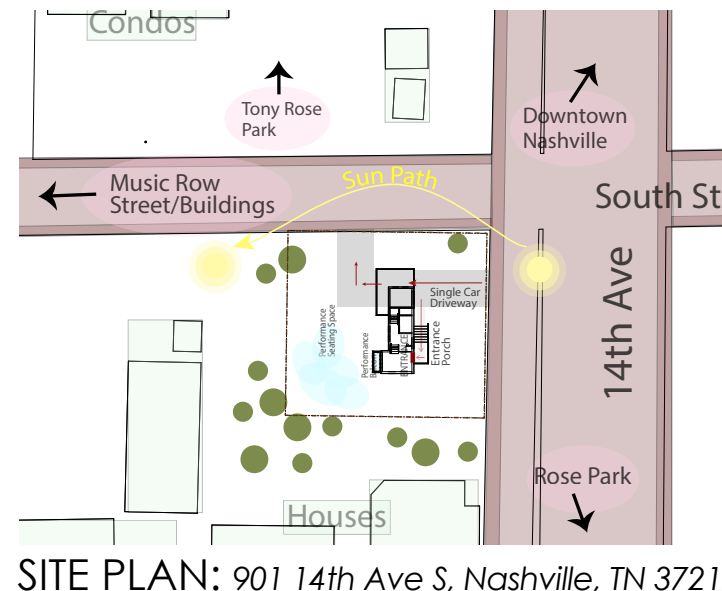 Condos
Tony Rose
Park
Downtown
Nashville
Music Row
Street/Buildings
Sun Path
South St
14th Ave
Single Car
Driveway
Performance
Seating Space
Performance
ENTRANCE
Entrance
Porch
Rose Park
Houses
SITE PLAN: 901 14th Ave S, Nashville, TN 3721